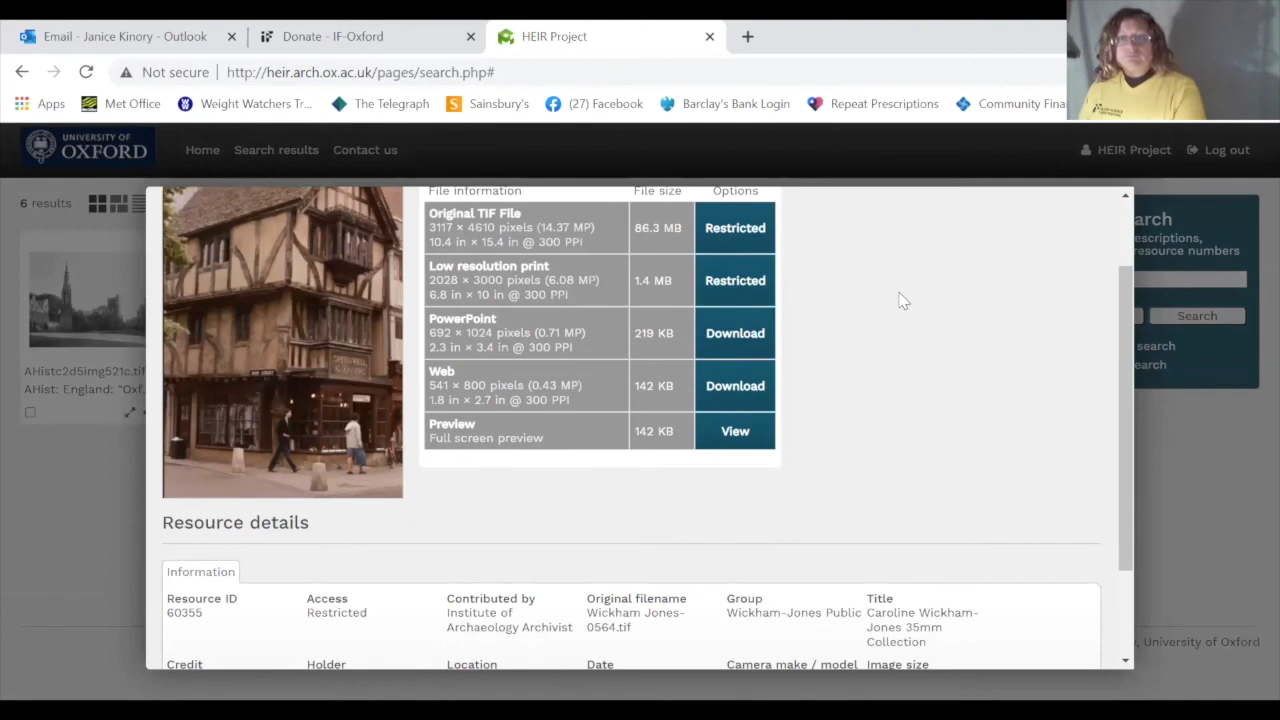 Email - Janice Kinory - Outlook
Donate - IF-Oxford
HEIR Project
Not secure
http://heir.arch.ox.ac.uk/pages/search.php#
Apps
Met Office
Weight Watchers Tr...
The Telegraph
Sainsbury's
(27) Facebook
Barclay's Bank Login
Repeat Prescriptions
Community Fina
UNIVERSITY OF
OXFORD
Home
Search results
Contact us
HEIR Project
Log out
6 results
File information
File size
Options
Original TIF File
3117 × 4610 pixels (14.37 MP)
10.4 in × 15.4 in @ 300 PPI
86.3 MB
Restricted
Low resolution print
2028 × 3000 pixels (6.08 MP)
6.8 in × 10 in @ 300 PPI
1.4 MB
Restricted
PowerPoint
692 × 1024 pixels (0.71 MP)
2.3 in × 3.4 in @ 300 PPI
219 KB
Download
Web
541 × 800 pixels (0.43 MP)
1.8 in × 2.7 in @ 300 PPI
142 KB
Download
Preview
Full screen preview
142 KB
View
arch
escriptions,
resource numbers
Search
search
earch
AHistc2d5img521c.tif
AHist: England: "Oxf.
Resource details
Information
Resource ID
60355
Access
Restricted
Contributed by
Institute of
Archaeology Archivist
Original filename
Wickham Jones-
0564.tif
Group
Wickham-Jones Public
Title
Caroline Wickham-
Jones 35mm
Collection
Credit
Holder
Location
Date
Camera make / model
Image size
, University of Oxford